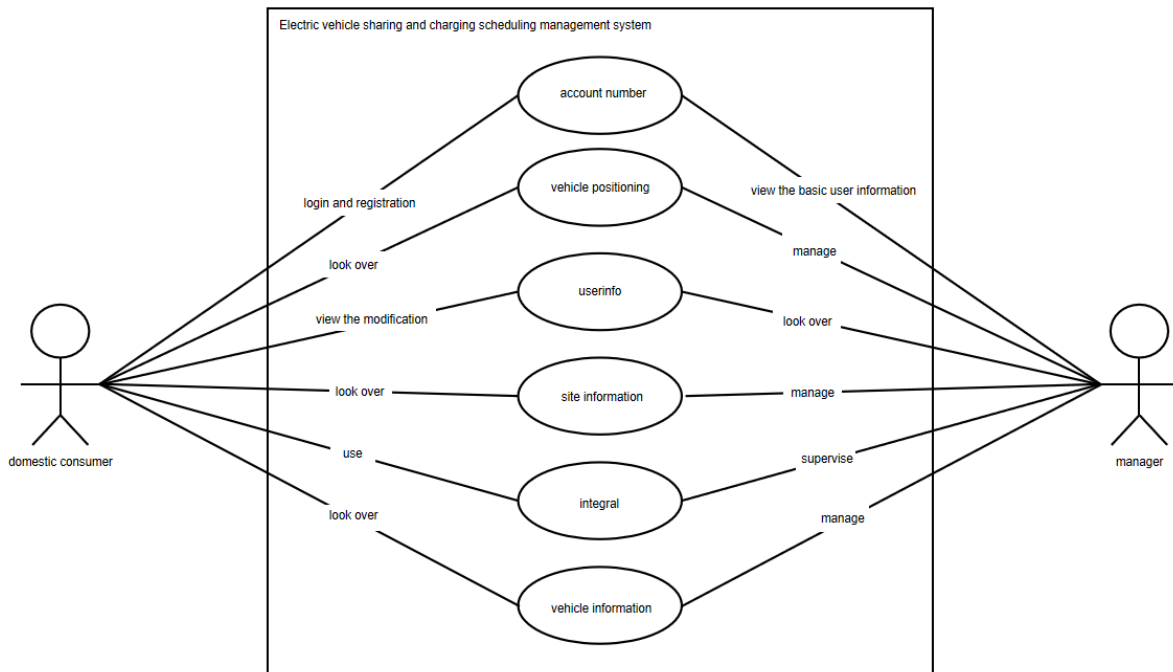 Electric vehicle sharing and charging scheduling management system
account number
vehicle positioning
view the basic user information
login and registration
manage
look over
userinfo
view the modification
look over
look over
site information
manage
use
supervise
domestic consumer
manager
integral
look over
manage
vehicle information